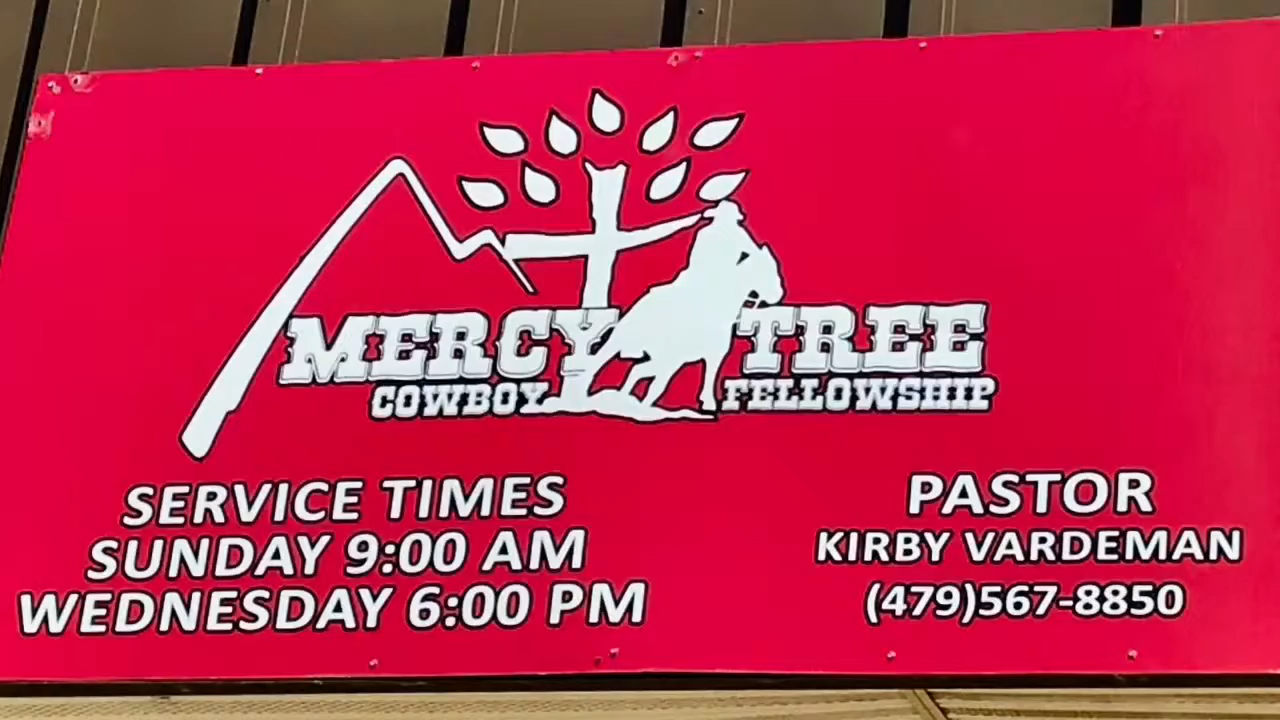 MERCY TREE
COWBOY FELLOWSHIP
SERVICE TIMES
SUNDAY 9:00 AM
WEDNESDAY 6:00 PM
PASTOR
KIRBY VARDEMAN
(479)567-8850